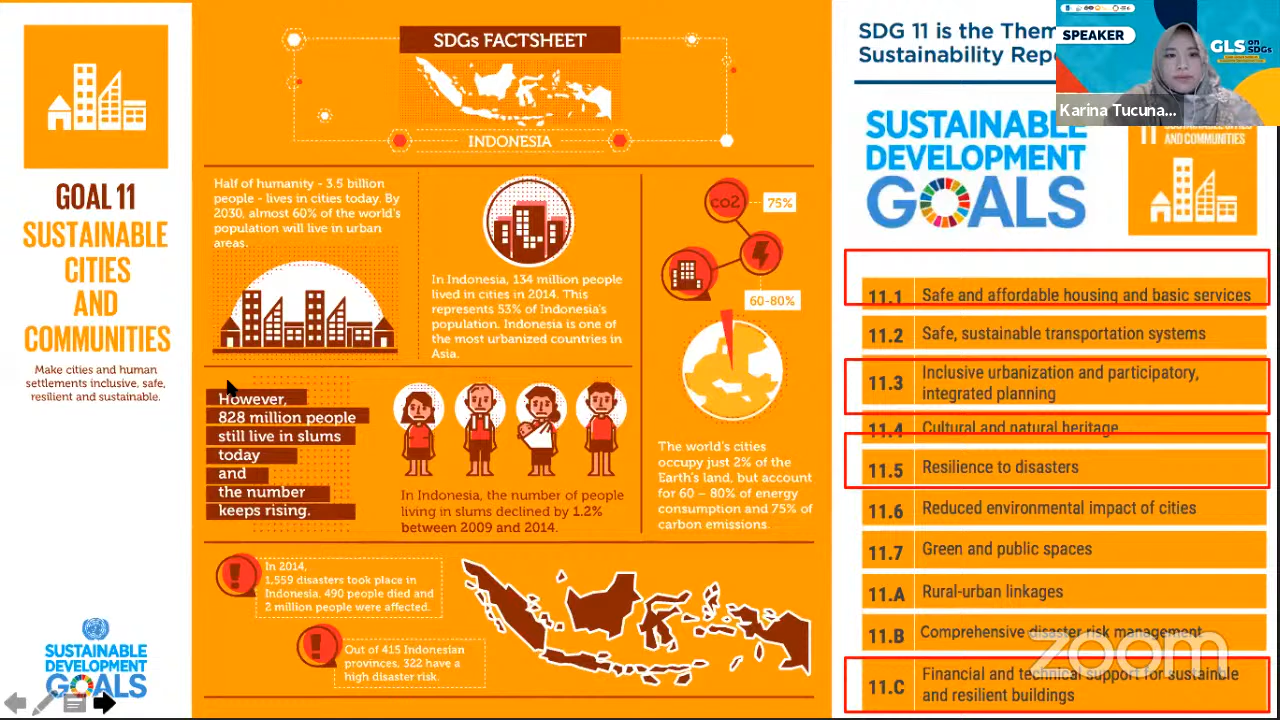 GOAL 11
SUSTAINABLE
CITIES
AND
COMMUNITIES
Make cities and human
settlements inclusive, safe,
resilient and sustainable.
SUSTAINABLE
DEVELOPMENT
GOALS
SDGs FACTSHEET
INDONESIA
Half of humanity - 3.5 billion
people - lives in cities today. By
2030, almost 60% of the world's
population will live in urban
areas.
In Indonesia, 134 million people
lived in cities in 2014. This
represents 53% of Indonesia's
population. Indonesia is one of
the most urbanized countries in
Asia.
co2
75%
60-80%
The world's cities
occupy just 2% of the
Earth's land, but account
for 60 – 80% of energy
consumption and 75% of
carbon emissions.
However,
828 million people
still live in slums
today
and
the number
keeps rising.
In Indonesia, the number of people
living in slums declined by 1.2%
between 2009 and 2014.
In 2014,
1,559 disasters took place in
Indonesia, 490 people died and
2 million people were affected.
Out of 415 Indonesian
provinces, 322 have a
high disaster risk.
SDG 11 is the Them
Sustainability Repo
SPEAKER
GLS on SDGs
Karina Tucuna...
SUSTAINABLE
DEVELOPMENT
GOALS
11 SUSTAINABLE CITIES
AND COMMUNITIES
11.1 Safe and affordable housing and basic services
11.2 Safe, sustainable transportation systems
11.3 Inclusive urbanization and participatory,
integrated planning
11.4 Cultural and natural heritage
11.5 Resilience to disasters
11.6 Reduced environmental impact of cities
11.7 Green and public spaces
11.A Rural-urban linkages
11.B Comprehensive disaster risk management
11.C Financial and technical support for sustainable
and resilient buildings
zoom